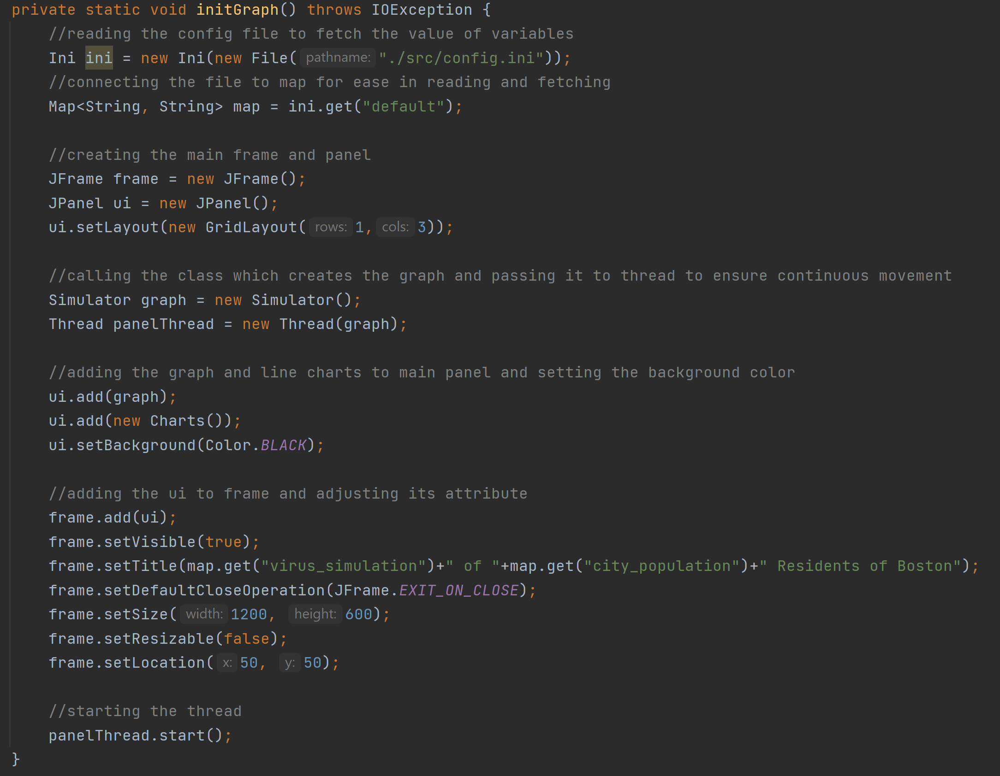 private static void initGraph() throws IOException {
//reading the config file to fetch the value of variables
Ini ini = new Ini(new File( pathname: "./src/config.ini"));
//connecting the file to map for ease in reading and fetching
Map<String, String> map = ini.get("default");
//creating the main frame and panel
JFrame frame = new JFrame();
JPanel ui = new JPanel();
ui.setLayout(new GridLayout( rows: 1, cols: 3));
//calling the class which creates the graph and passing it to thread to ensure continuous movement
Simulator graph = new Simulator();
Thread panelThread = new Thread(graph);
//adding the graph and line charts to main panel and setting the background color
ui.add(graph);
ui.add(new Charts());
ui.setBackground(Color.BLACK);
//adding the ui to frame and adjusting its attribute
frame.add(ui);
frame.setVisible(true);
frame.setTitle(map.get("virus_simulation")+" of "+map.get("city_population")+" Residents of Boston");
frame.setDefaultCloseOperation(JFrame.EXIT_ON_CLOSE);
frame.setSize( width: 1200, height: 600);
frame.setResizable(false);
frame.setLocation( x: 50, y: 50);
//starting the thread
panelThread.start();
}